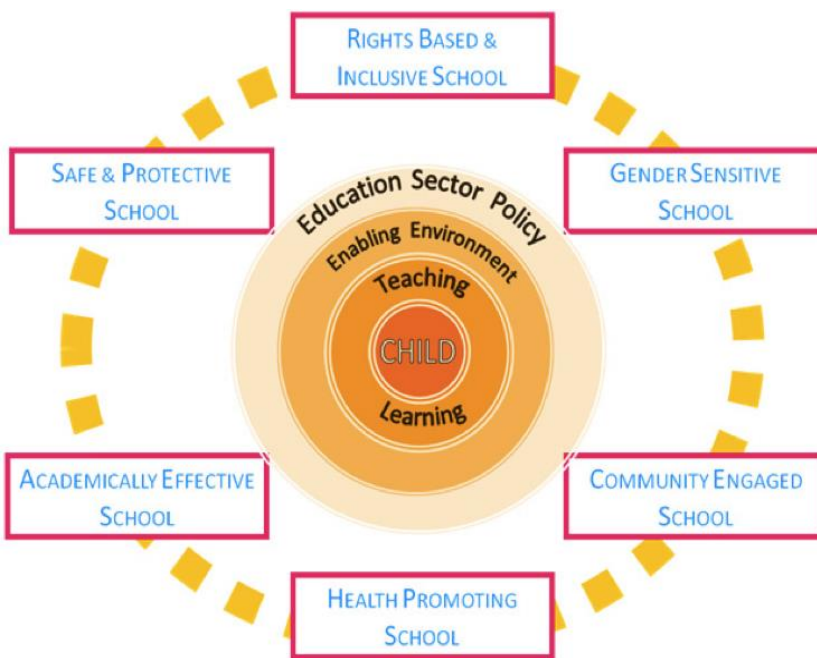 RIGHTS BASED &
INCLUSIVE SCHOOL
SAFE & PROTECTIVE
SCHOOL
GENDER SENSITIVE
SCHOOL
Education Sector Policy
Enabling Environment
Teaching
CHILD
Learning
ACADEMICALLY EFFECTIVE
SCHOOL
COMMUNITY ENGAGED
SCHOOL
HEALTH PROMOTING
SCHOOL